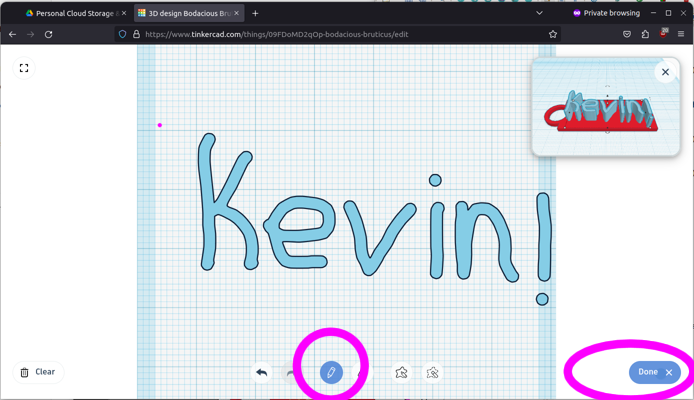 Personal Cloud Storage &
3D design Bodacious Bru
Private browsing
https://www.tinkercad.com/things/09FDoMD2qOp-bodacious-bruticus/edit
Kevin!
Kevin!
Clear
Done